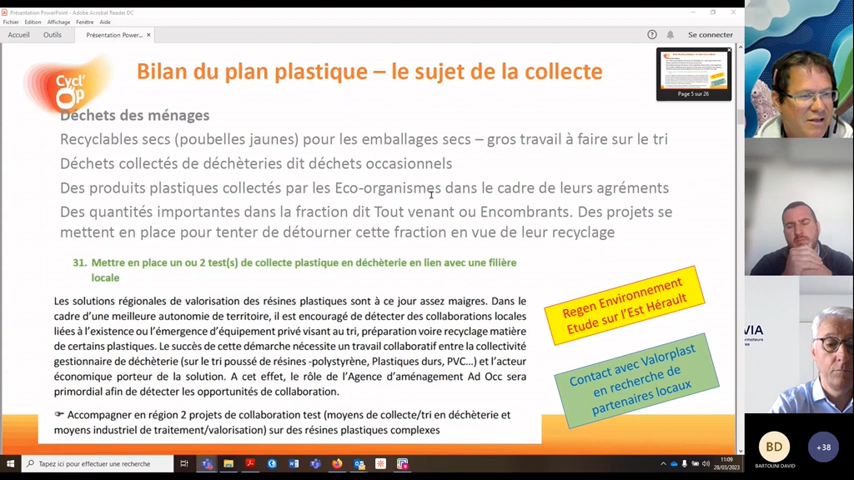 Présentation PowerPoint - Adobe Acrobat Reader DC
Fichier Edition Affichage Fenêtre Aide
Accueil Outils Présentation Power... × Se connecter
Cycl'Op
Bilan du plan plastique – le sujet de la collecte
Page 5 sur 26
Déchets des ménages
Recyclables secs (poubelles jaunes) pour les emballages secs – gros travail à faire sur le tri
Déchets collectés de déchèteries dit déchets occasionnels
Des produits plastiques collectés par les Eco-organismes dans le cadre de leurs agréments
Des quantités importantes dans la fraction dit Tout venant ou Encombrants. Des projets se
mettent en place pour tenter de détourner cette fraction en vue de leur recyclage
31. Mettre en place un ou 2 test(s) de collecte plastique en déchèterie en lien avec une filière
locale
Les solutions régionales de valorisation des résines plastiques sont à ce jour assez maigres. Dans le
cadre d'une meilleure autonomie de territoire, il est encouragé de détecter des collaborations locales
liées à l'existence ou l'émergence d'équipement privé visant au tri, préparation voire recyclage matière
de certains plastiques. Le succès de cette démarche nécessite un travail collaboratif entre la collectivité
gestionnaire de déchèterie (sur le tri poussé de résines -polystyrène, Plastiques durs, PVC...) et l'acteur
économique porteur de la solution. A cet effet, le rôle de l'Agence d'aménagement Ad Occ sera
primordial afin de détecter les opportunités de collaboration.
☞ Accompagner en région 2 projets de collaboration test (moyens de collecte/tri en déchèterie et
moyens industriel de traitement/valorisation) sur des résines plastiques complexes
Regen Environnement
Etude sur l'Est Hérault
Contact avec Valorplast
en recherche de
partenaires locaux
VIA
BD
BARTOLINI DAVID
+38
Tapez ici pour effectuer une recherche
11:09
28/03/2023